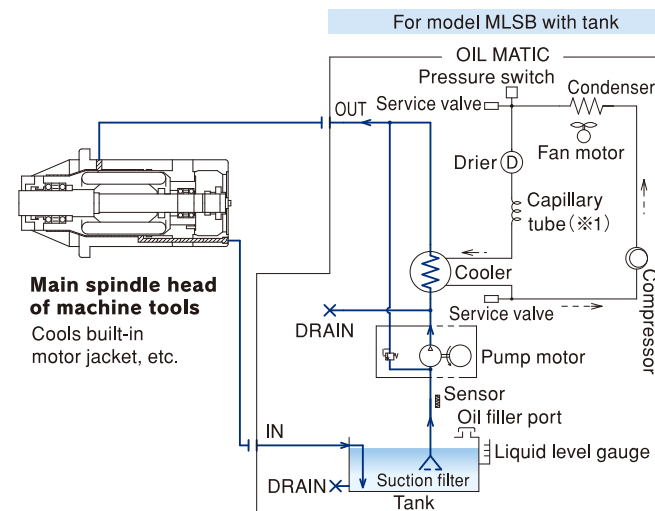 For model MLSB with tank
OIL MATIC
Pressure switch
Service valve
Condenser
OUT
Fan motor
Drier
D
Capillary
tube(※1)
Cooler
Compressor
Main spindle head
of machine tools
Cools built-in
motor jacket, etc.
Service valve
DRAIN
Pump motor
Sensor
Oil filler port
IN
Liquid level gauge
Suction filter
DRAIN
Tank